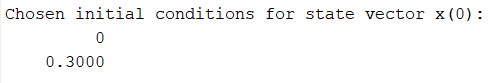 Chosen initial conditions for state vector x(0):
0
0.3000